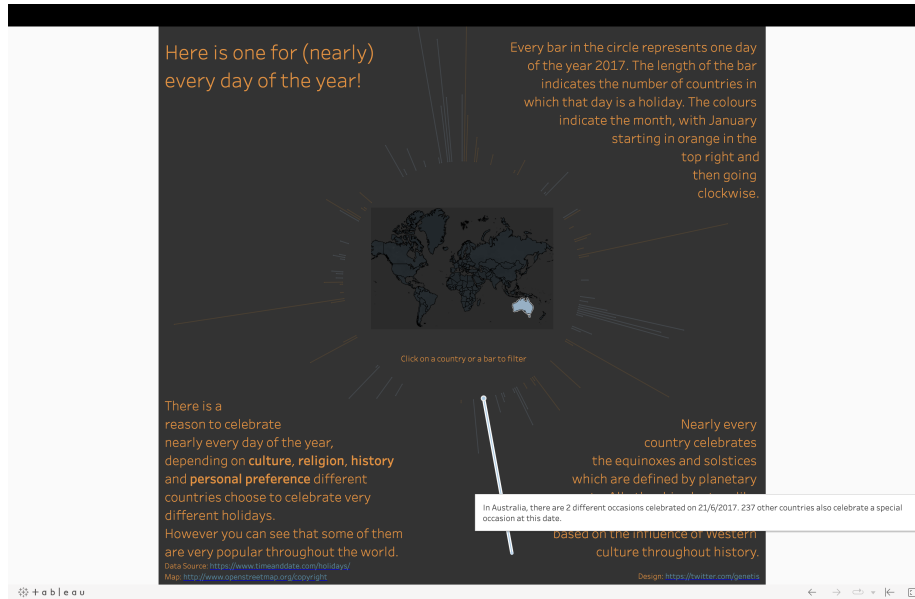 Here is one for (nearly)
every day of the year!
Every bar in the circle represents one day
of the year 2017. The length of the bar
indicates the number of countries in
which that day is a holiday. The colours
indicate the month, with January
starting in orange in the
top right and
then going
clockwise.
Click on a country or a bar to filter
There is a
reason to celebrate
nearly every day of the year,
depending on culture, religion, history
and personal preference different
countries choose to celebrate very
different holidays.
However you can see that some of them
are very popular throughout the world.
Data Source: https://www.timeanddate.com/holidays/
Map: http://www.openstreetmap.org/copyright
Nearly every
country celebrates
the equinoxes and solstices
which are defined by planetary
In Australia, there are 2 different occasions celebrated on 21/6/2017. 237 other countries also celebrate a special
occasion at this date.
based on the influence of Western
culture throughout history.
Design: https://twitter.com/genetis
+ableau